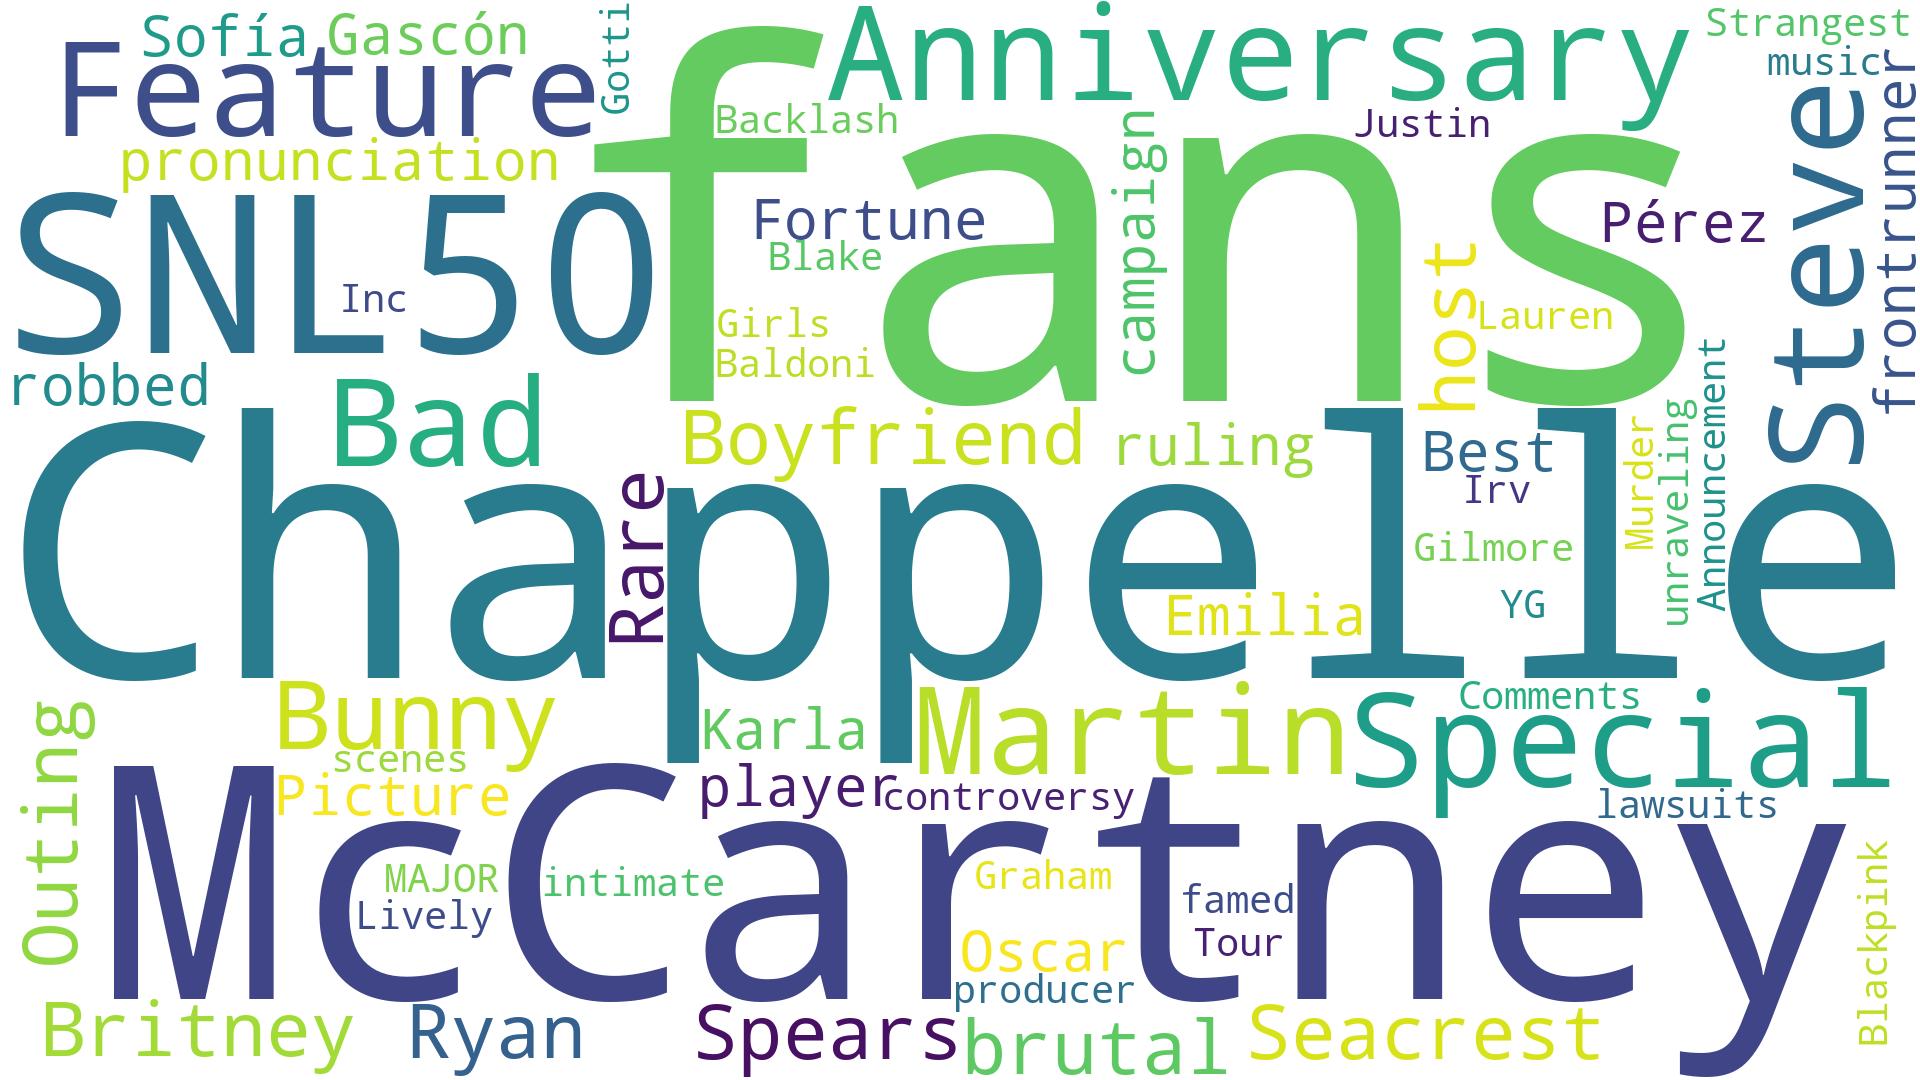 Sofía
Gascón
Gotti
Feature
pronunciation
Anniversary
Strangest
music
Backlash
Justin
fans
campaign
Steve
frontrunner
SNL50
Inc
Fortune
Blake
Pérez
host
Girls
Lauren
Baldoni
robbed
Bad
Boyfriend
ruling
Best
Irv
Murder
unraveling
Announcement
Chappelle
Rare
Gilmore
YG
Emilia
Bunny
Karla
Martin
Comments
Special
Outing
scenes
Picture
player
controversy
lawsuits
McCartney
MAJOR
intimate
Lively
Graham
famed
Tour
Oscar
producer
Blackpink
Britney
Ryan
Spears
brutal
Seacrest